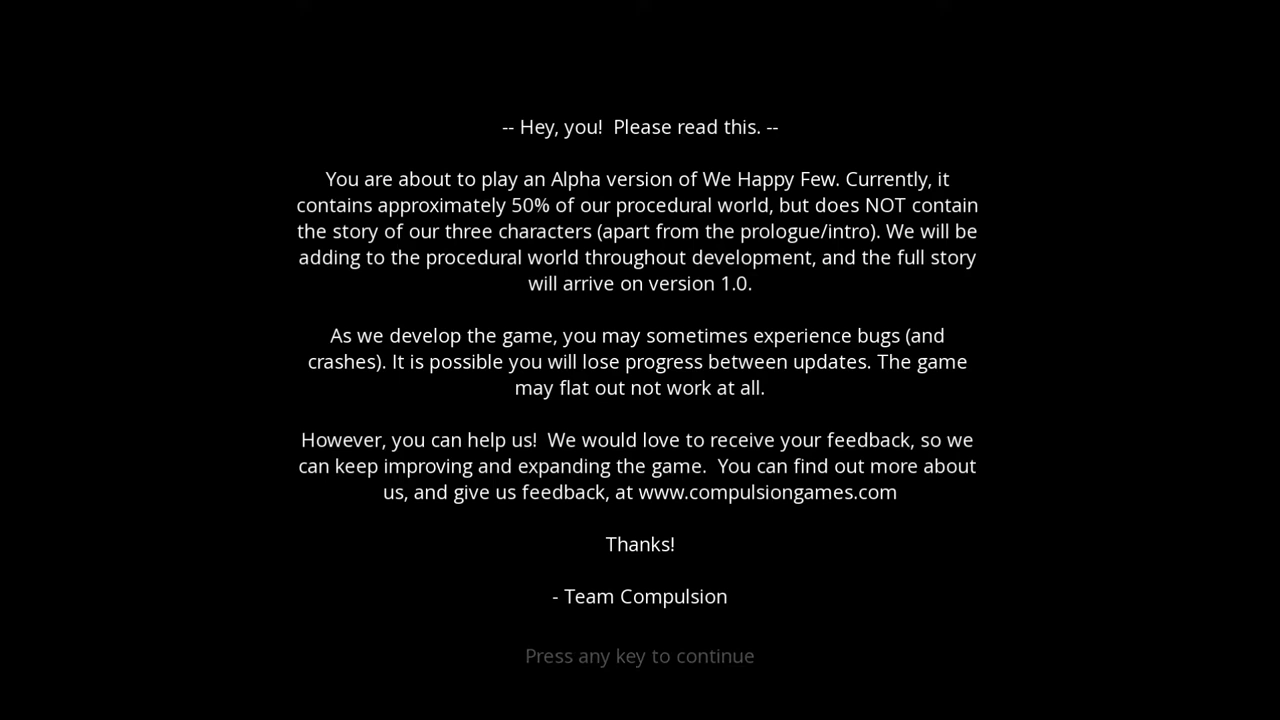 -- Hey, you!  Please read this. --
You are about to play an Alpha version of We Happy Few. Currently, it
contains approximately 50% of our procedural world, but does NOT contain
the story of our three characters (apart from the prologue/intro). We will be
adding to the procedural world throughout development, and the full story
will arrive on version 1.0.
As we develop the game, you may sometimes experience bugs (and
crashes). It is possible you will lose progress between updates. The game
may flat out not work at all.
However, you can help us!  We would love to receive your feedback, so we
can keep improving and expanding the game.  You can find out more about
us, and give us feedback, at www.compulsiongames.com
Thanks!
- Team Compulsion
Press any key to continue